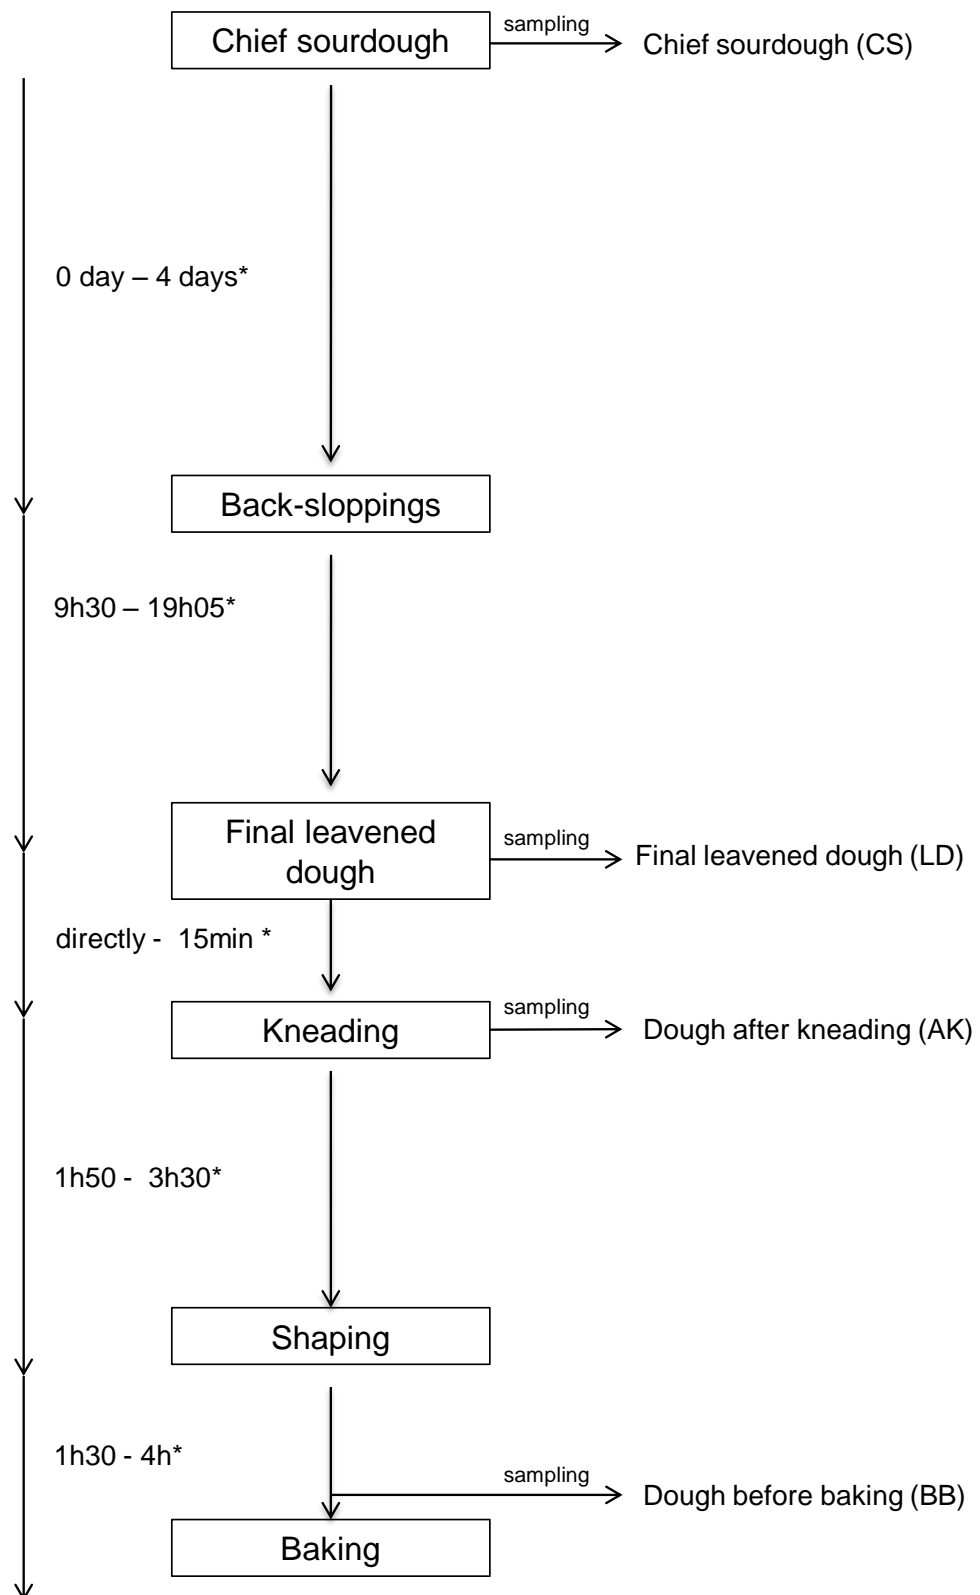 Chief sourdough
sampling
Chief sourdough (CS)
0 day – 4 days*
Back-sloppings
9h30 – 19h05*
Final leavened
dough
sampling
Final leavened dough (LD)
directly - 15min *
Kneading
sampling
Dough after kneading (AK)
1h50 - 3h30*
Shaping
1h30 - 4h*
sampling
Dough before baking (BB)
Baking